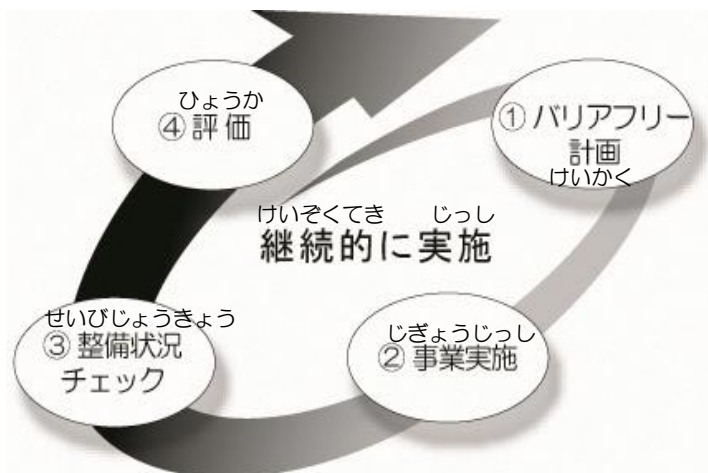 ひょうか
④ 評価
① バリアフリー
計画
けいかく
けいぞくてき じっし
継続的に実施
せいびじょうきょう
③ 整備状況
チェック
じぎょうじっし
② 事業実施